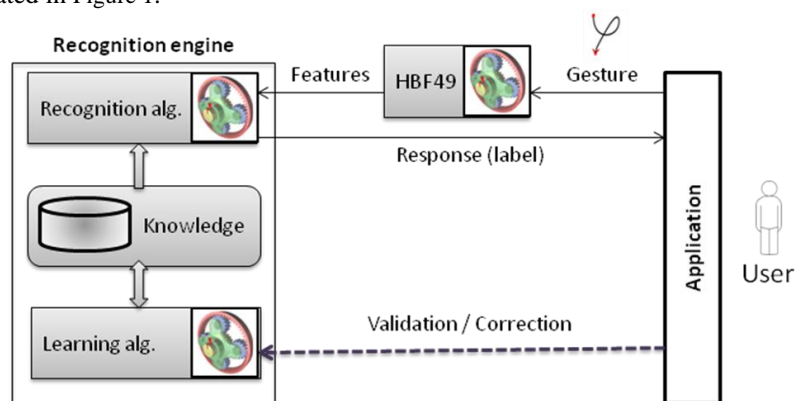 ated in Figure 1.
Recognition engine
Recognition alg.
Features
HBF49
Gesture
Response (label)
Knowledge
Application
User
Learning alg.
Validation / Correction